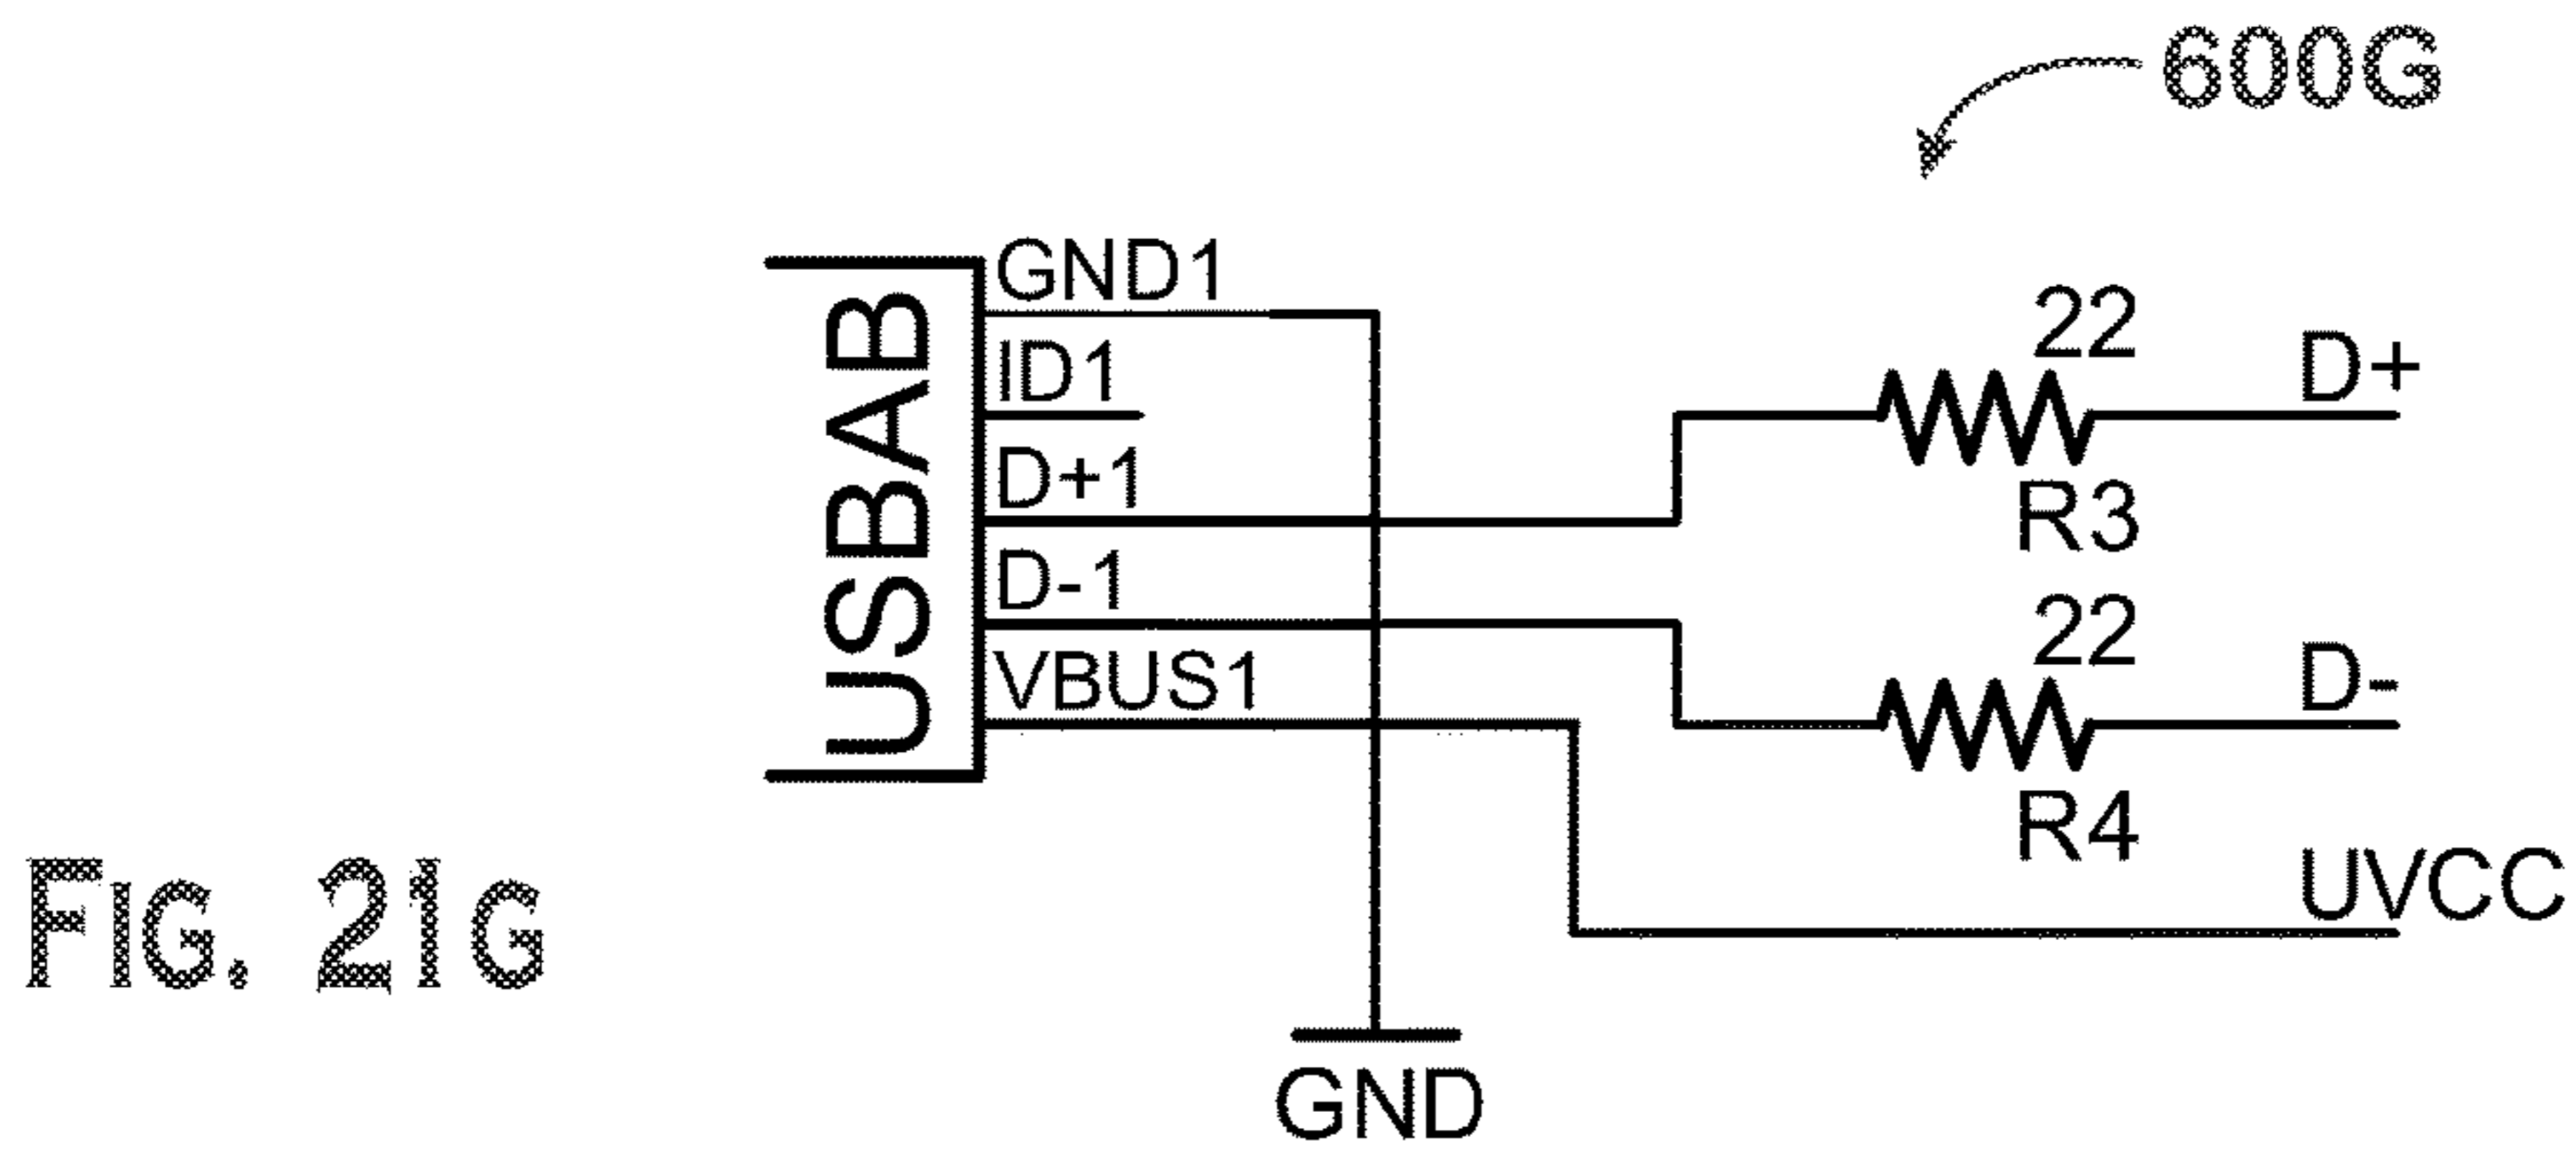 600G
GND1
ID1
D+1
D-1
VBUS1
USBAB
22
D+
R3
22
D-
R4
UVCC
GND
FIG. 21G